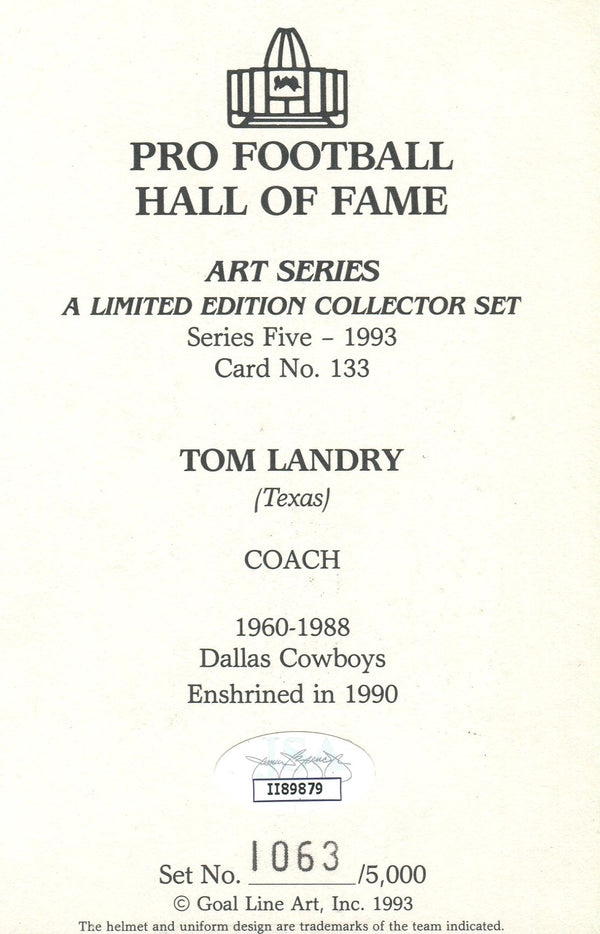 PRO FOOTBALL
HALL OF FAME
ART SERIES
A LIMITED EDITION COLLECTOR SET
Series Five – 1993
Card No. 133
TOM LANDRY
(Texas)
COACH
1960-1988
Dallas Cowboys
Enshrined in 1990
JSA
II89879
Set No. 1063 /5,000
© Goal Line Art, Inc. 1993
The helmet and uniform design are trademarks of the team indicated.